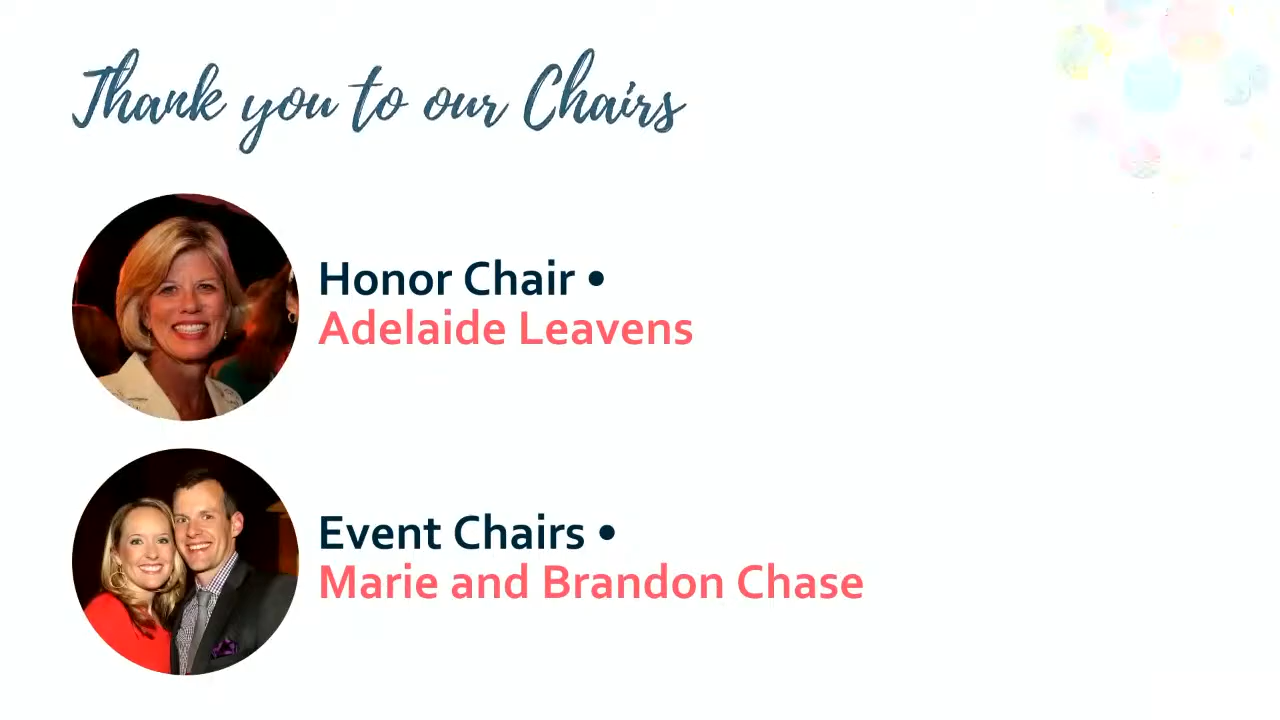 Thank you to our Chairs
Honor Chair •
Adelaide Leavens
Event Chairs •
Marie and Brandon Chase